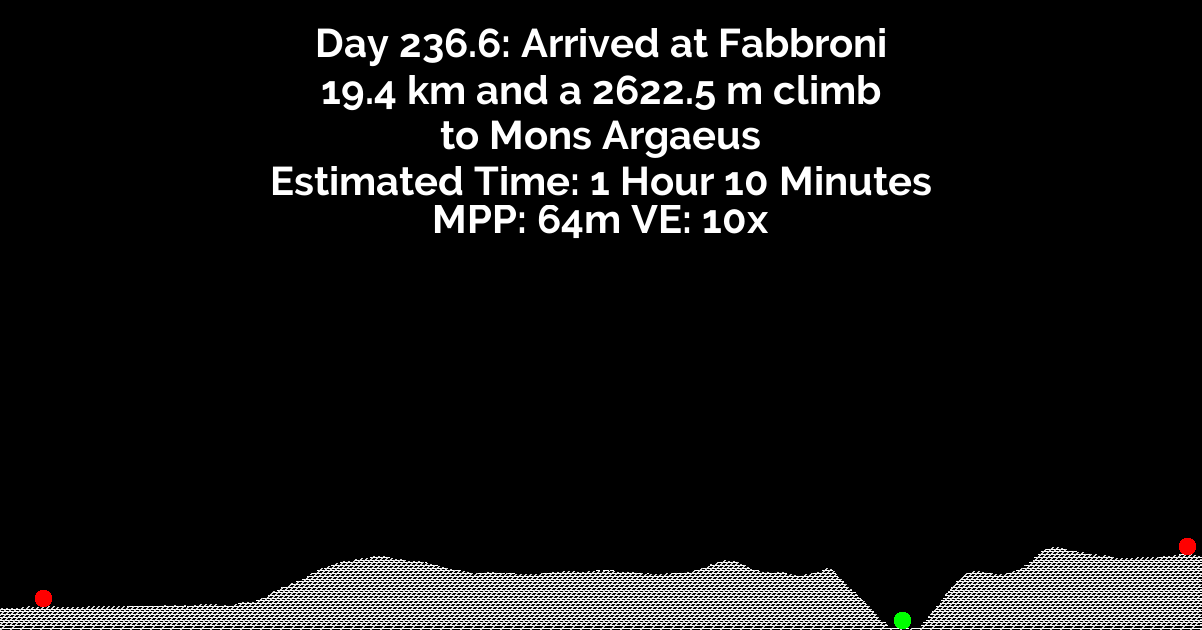 Day 236.6: Arrived at Fabbroni
19.4 km and a 2622.5 m climb
to Mons Argaeus
Estimated Time: 1 Hour 10 Minutes
MPP: 64m VE: 10x